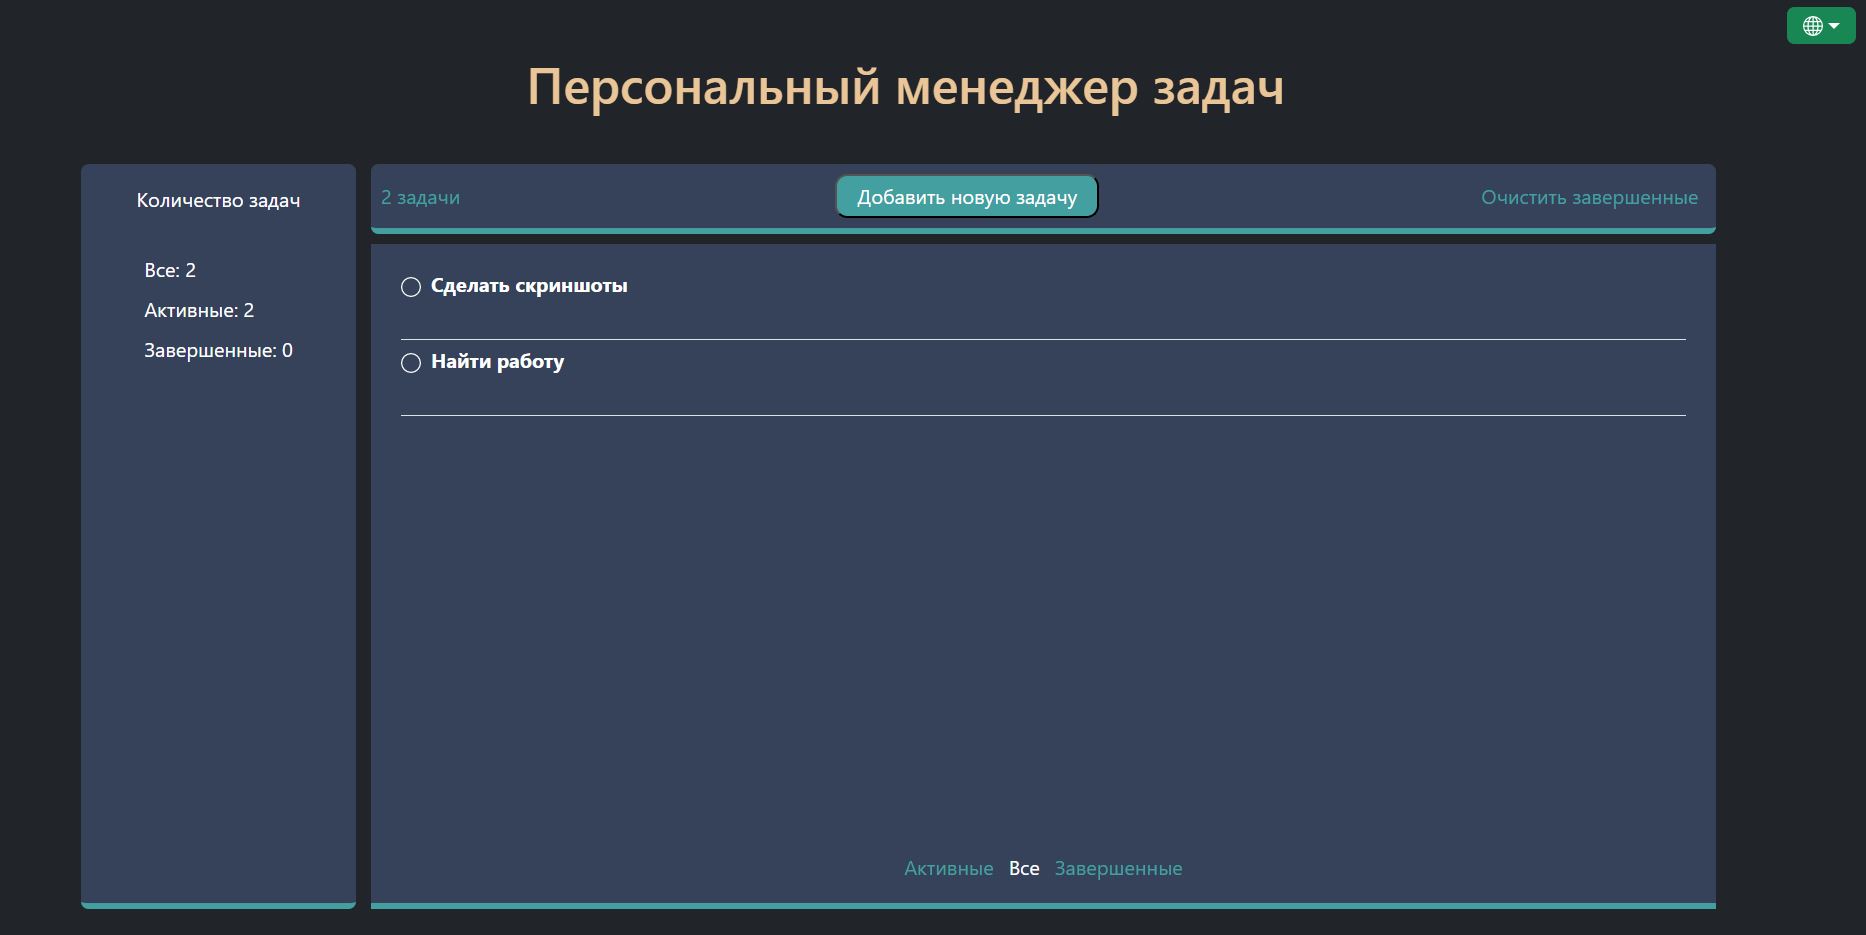 Персональный менеджер задач
Количество задач
Все: 2
Активные: 2
Завершенные: 0
2 задачи
Добавить новую задачу
Очистить завершенные
Сделать скриншоты
Найти работу
Активные Все Завершенные